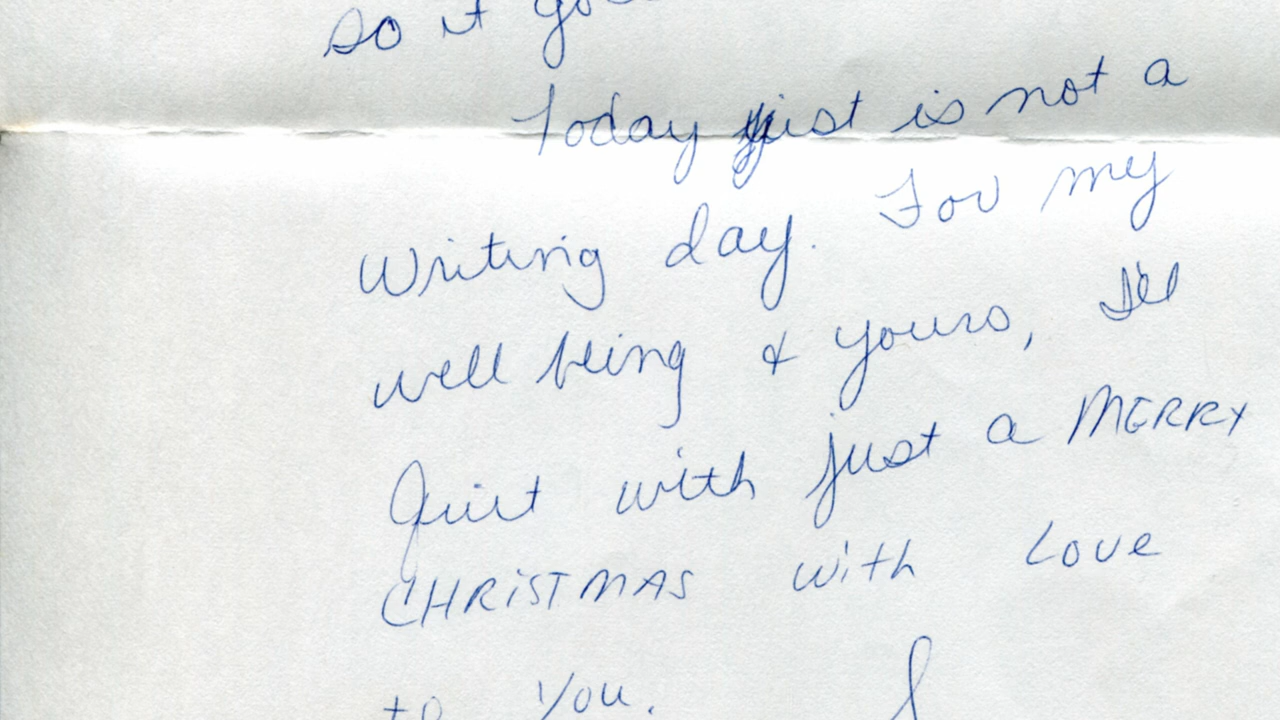 So it
Today just is not a
Writing day. For my
well being & yours, I'll
Quit with just a MERRY
CHRISTMAS with Love
to You.